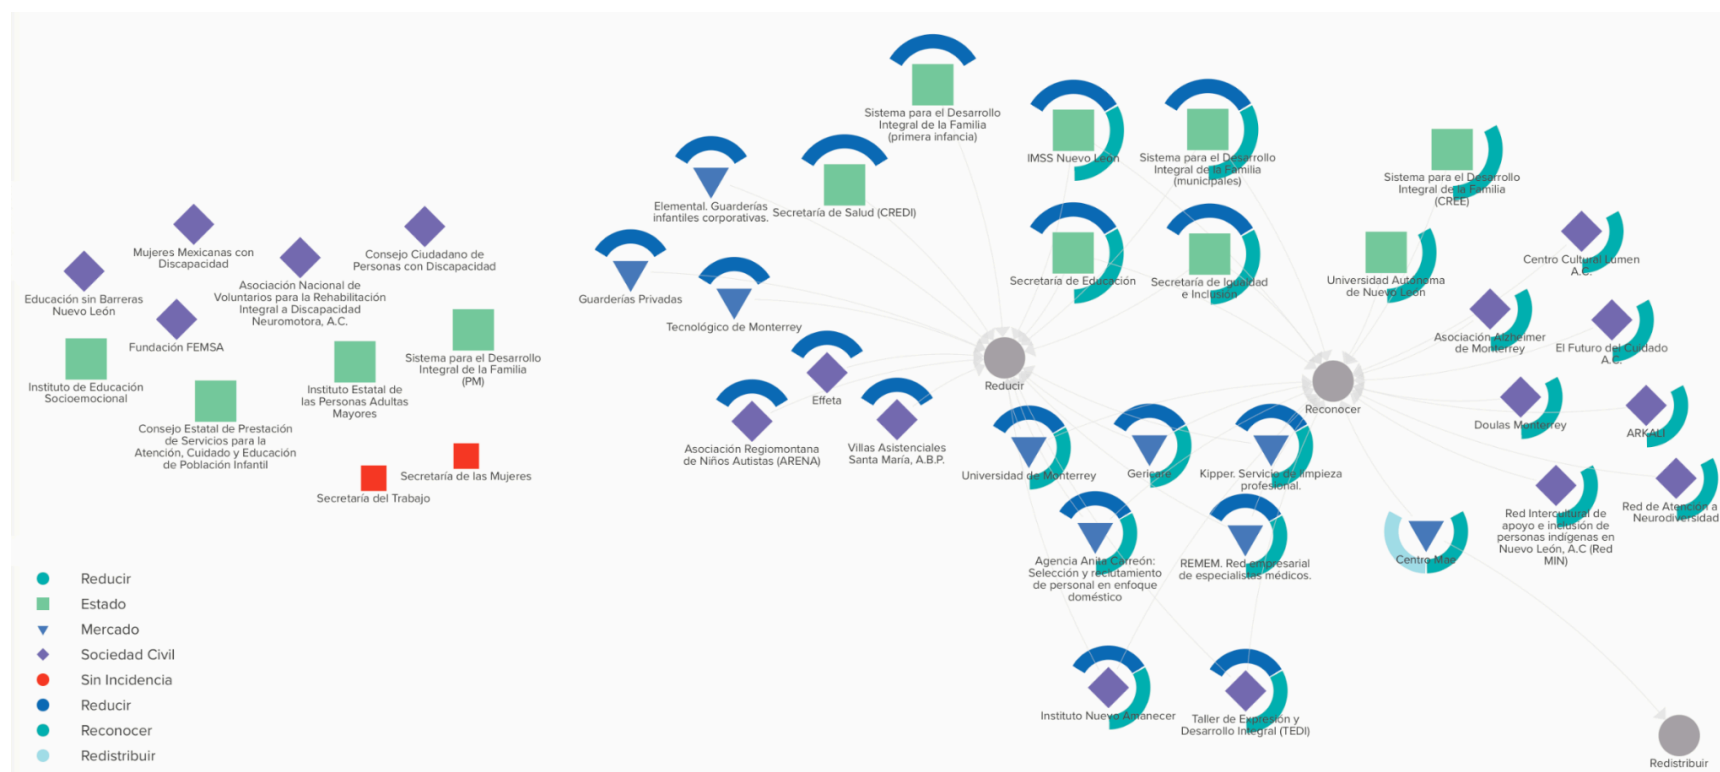 Sistema para el Desarrollo
Integral de la Familia
(primera infancia)
IMSS Nuevo León
Sistema para el Desarrollo
Integral de la Familia
(municipales)
Sistema para el Desarrollo
Integral de la Familia
(CREE)
Elemental. Guarderías
infantiles corporativas.
Secretaría de Salud (CREDI)
Mujeres Mexicanas con
Discapacidad
Consejo Ciudadano de
Personas con Discapacidad
Educación sin Barreras
Nuevo León
Asociación Nacional de
Voluntarios para la Rehabilitación
Integral a Discapacidad
Neuromotora, A.C.
Guarderías Privadas
Tecnológico de Monterrey
Secretaría de Educación
Secretaría de Igualdad
e Inclusión
Universidad Autónoma
de Nuevo León
Centro Cultural Lumen
A.C.
Fundación FEMSA
Asociación Alzheimer
de Monterrey
El Futuro del Cuidado
A.C.
Instituto de Educación
Socioemocional
Instituto Estatal de
las Personas Adultas
Mayores
Sistema para el Desarrollo
Integral de la Familia
(PM)
Reducir
Reconocer
Effeta
Consejo Estatal de Prestación
de Servicios para la
Atención, Cuidado y Educación
de Población Infantil
Doulas Monterrey
ARKALI
Asociación Regiomontana
de Niños Autistas (ARENA)
Villas Asistenciales
Santa María, A.B.P.
Universidad de Monterrey
Gericare
Kipper. Servicio de limpieza
profesional.
Secretaría de las Mujeres
Secretaría del Trabajo
Red Intercultural de
apoyo e inclusión de
personas indígenas en
Nuevo León, A.C (Red
MIN)
Red de Atención a
Neurodiversidad
Agencia Anita Carreón:
Selección y reclutamiento
de personal en enfoque
doméstico
REMEM. Red empresarial
de especialistas médicos.
Centro Mae
Instituto Nuevo Amanecer
Taller de Expresión y
Desarrollo Integral (TEDI)
Redistribuir
Reducir
Estado
Mercado
Sociedad Civil
Sin Incidencia
Reducir
Reconocer
Redistribuir